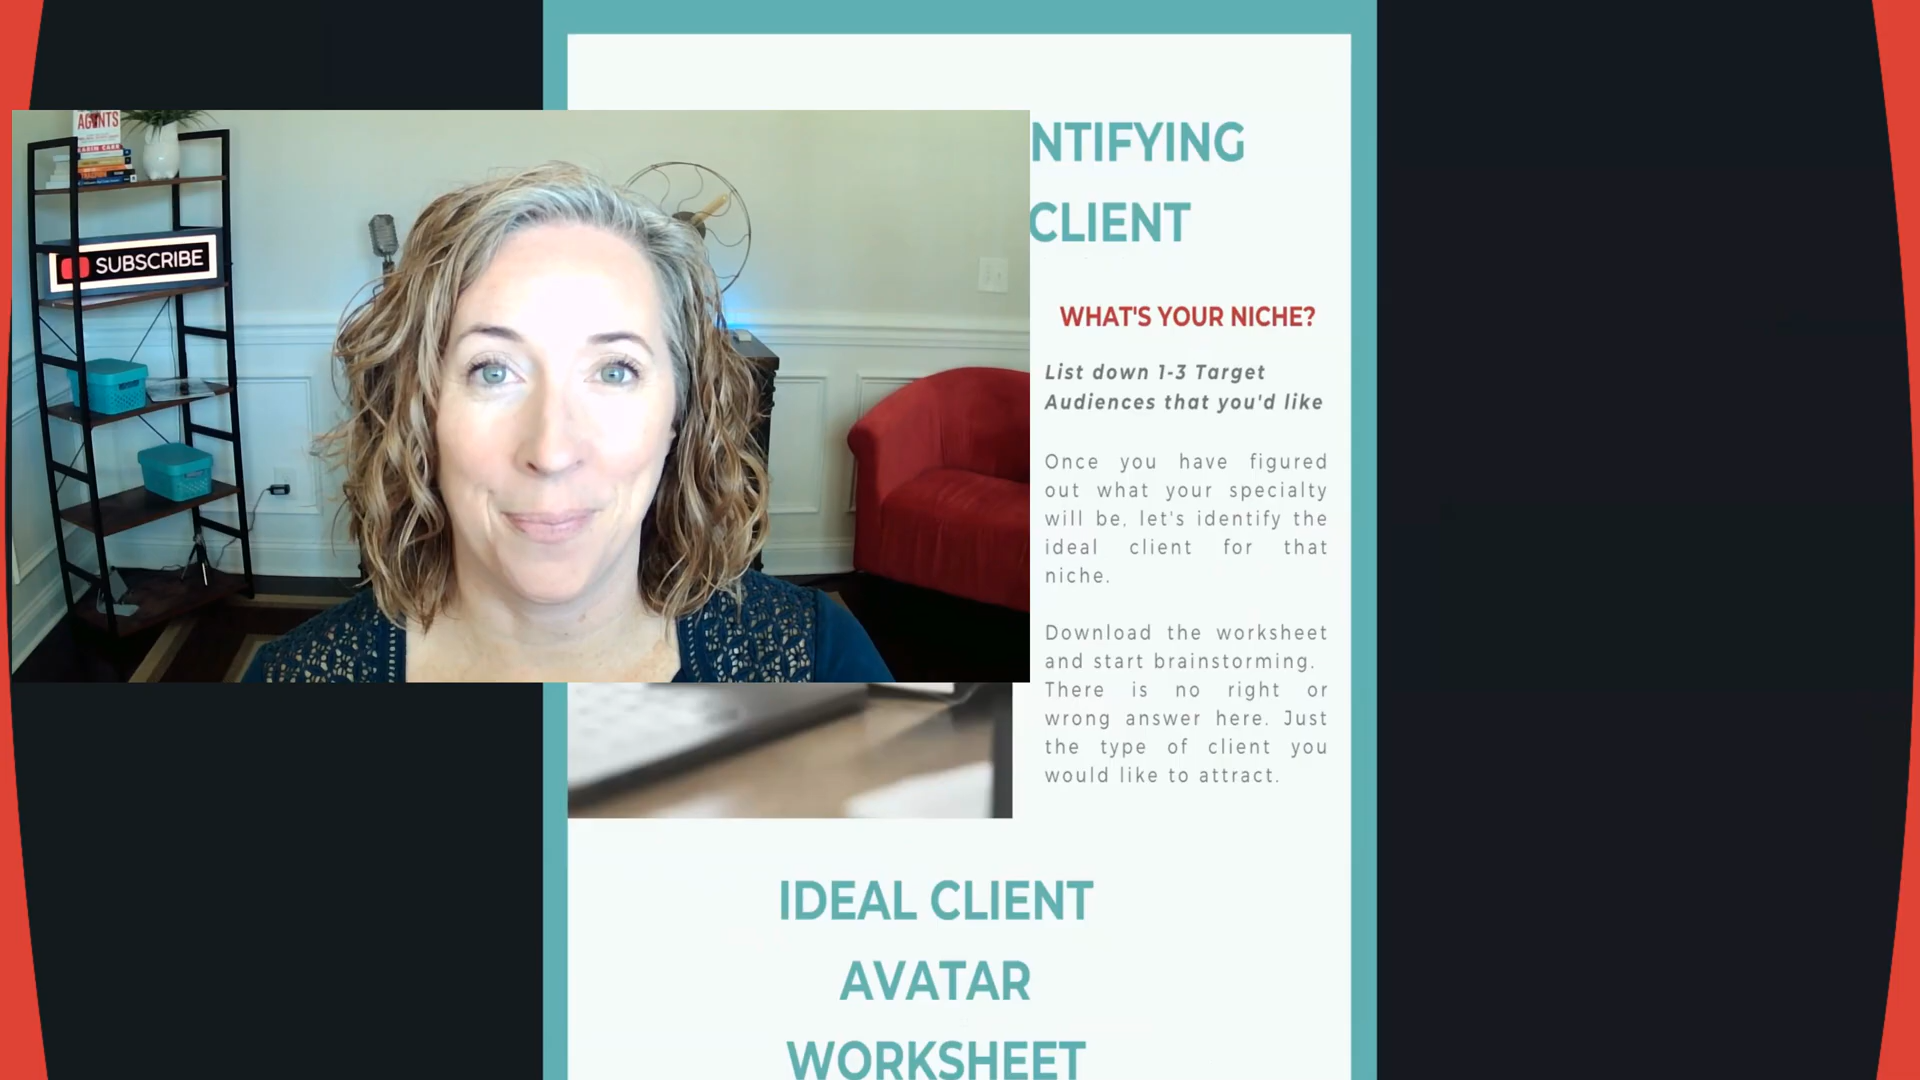 AGENTS
KARIN CARR
SUBSCRIBE
NTIFYING
CLIENT
WHAT'S YOUR NICHE?
List down 1-3 Target
Audiences that you'd like
Once you have figured
out what your specialty
will be, let's identify the
ideal client for that
niche.
Download the worksheet
and start brainstorming.
There is no right or
wrong answer here. Just
the type of client you
would like to attract.
IDEAL CLIENT
AVATAR
WORKSHEET